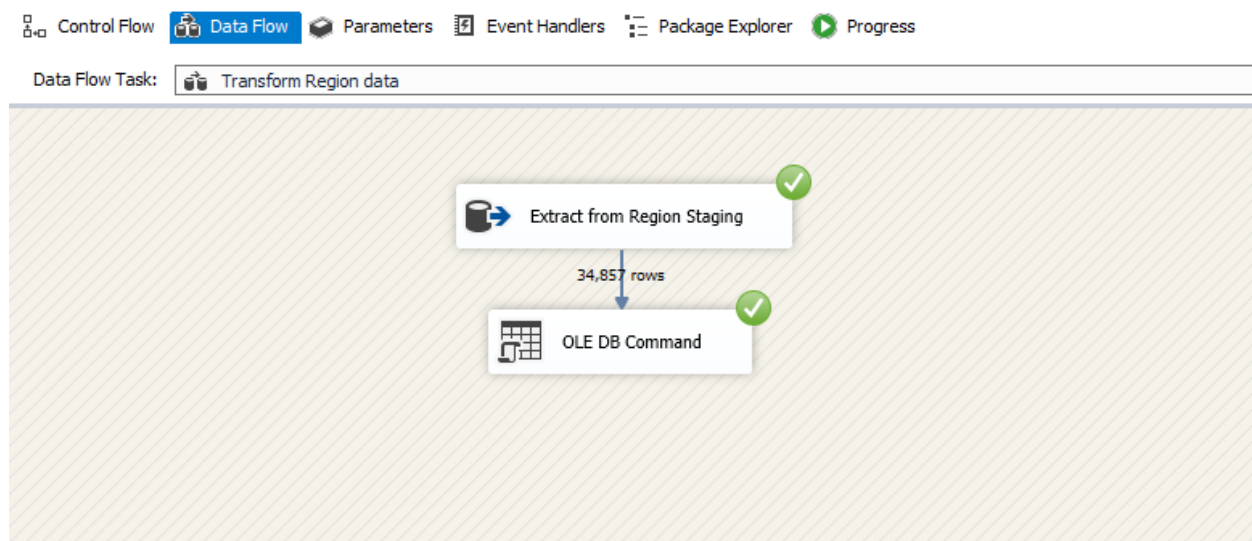 Control Flow Data Flow Parameters Event Handlers Package Explorer Progress
Data Flow Task: Transform Region data
Extract from Region Staging
34,857 rows
OLE DB Command